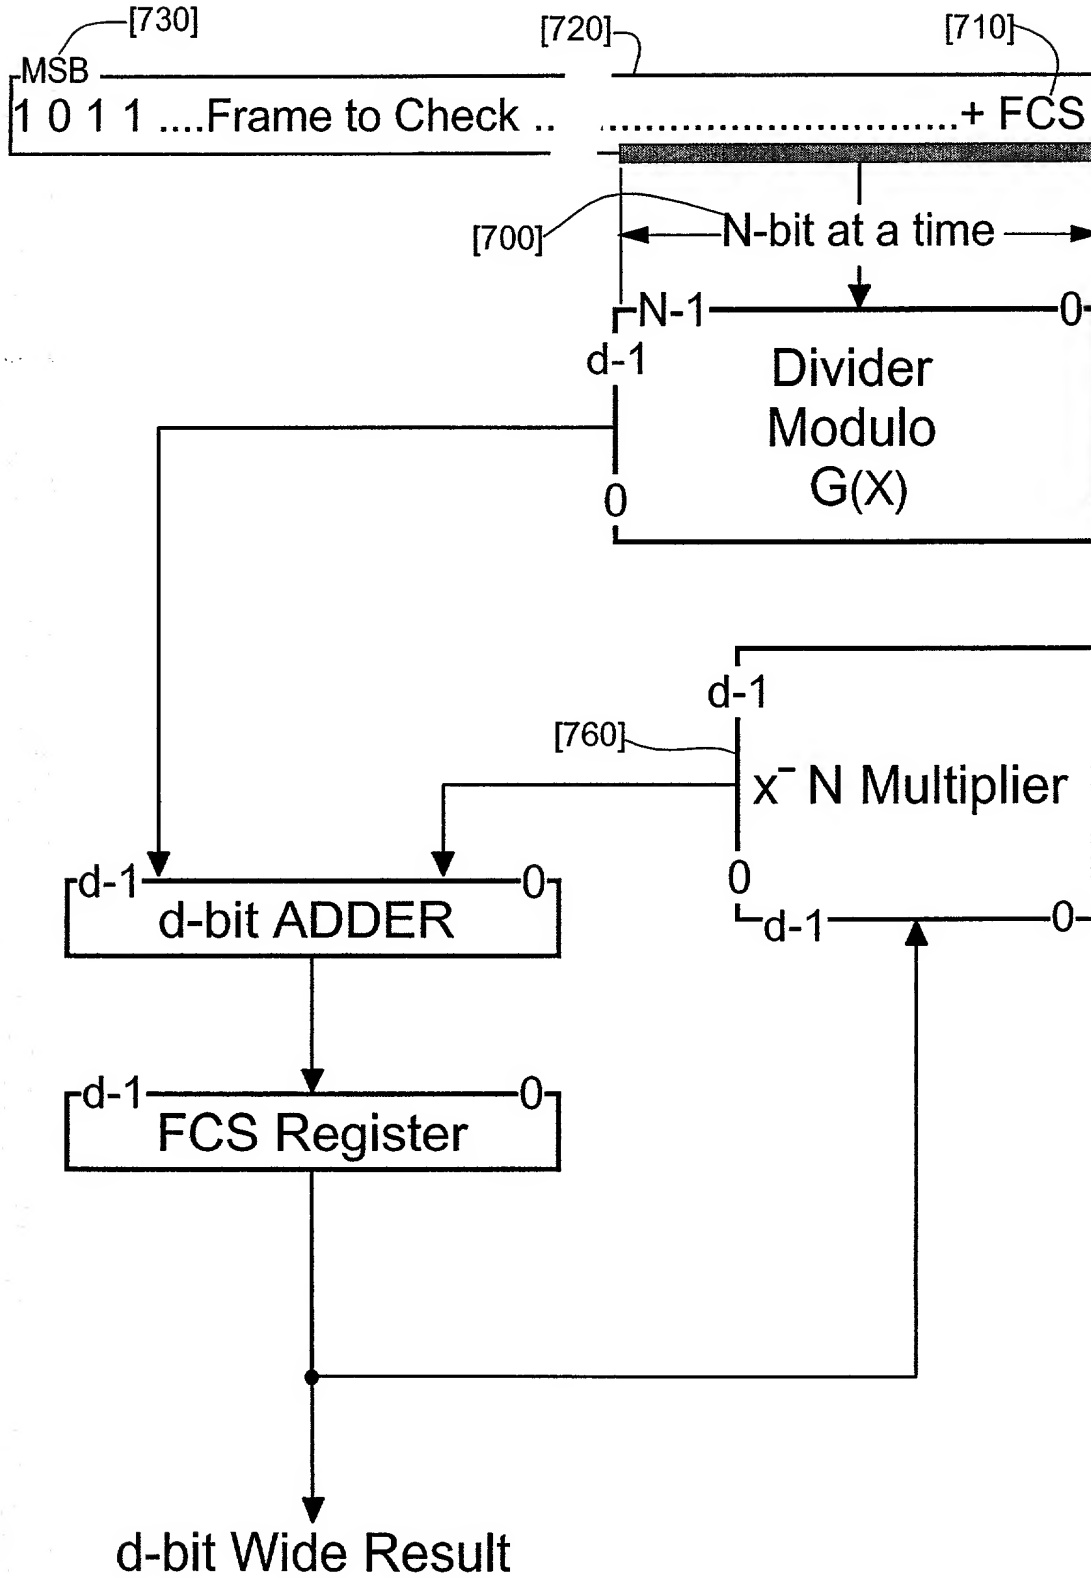 [730]
[720]
[710]
MSB
1 0 1 1 ....Frame to Check .. ........................................+ FCS
[700]
N-bit at a time
N-1
0
d-1
Divider
Modulo
G(X)
0
d-1
[760]
x⁻ N Multiplier
0
d-1
0
d-1
0
d-bit ADDER
d-1
0
FCS Register
d-bit Wide Result